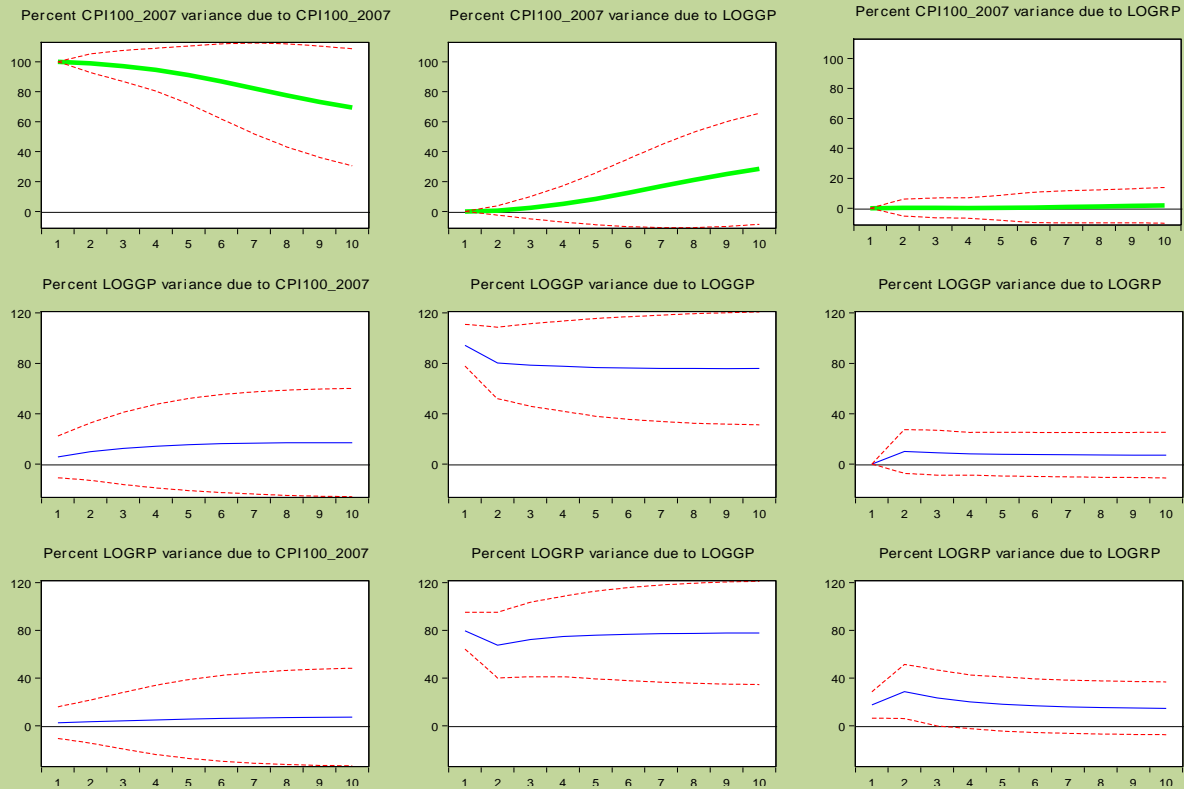 Percent CPI100_2007 variance due to CPI100_2007
100
80
60
40
20
0
1 2 3 4 5 6 7 8 9 10
Percent CPI100_2007 variance due to LOGGP
100
80
60
40
20
0
1 2 3 4 5 6 7 8 9 10
Percent CPI100_2007 variance due to LOGRP
100
80
60
40
20
0
1 2 3 4 5 6 7 8 9 10
Percent LOGGP variance due to CPI100_2007
120
80
40
0
1 2 3 4 5 6 7 8 9 10
Percent LOGGP variance due to LOGGP
120
80
40
0
1 2 3 4 5 6 7 8 9 10
Percent LOGGP variance due to LOGRP
120
80
40
0
1 2 3 4 5 6 7 8 9 10
Percent LOGRP variance due to CPI100_2007
120
80
40
0
1 2 3 4 5 6 7 8 9 10
Percent LOGRP variance due to LOGGP
120
80
40
0
1 2 3 4 5 6 7 8 9 10
Percent LOGRP variance due to LOGRP
120
80
40
0
1 2 3 4 5 6 7 8 9 10